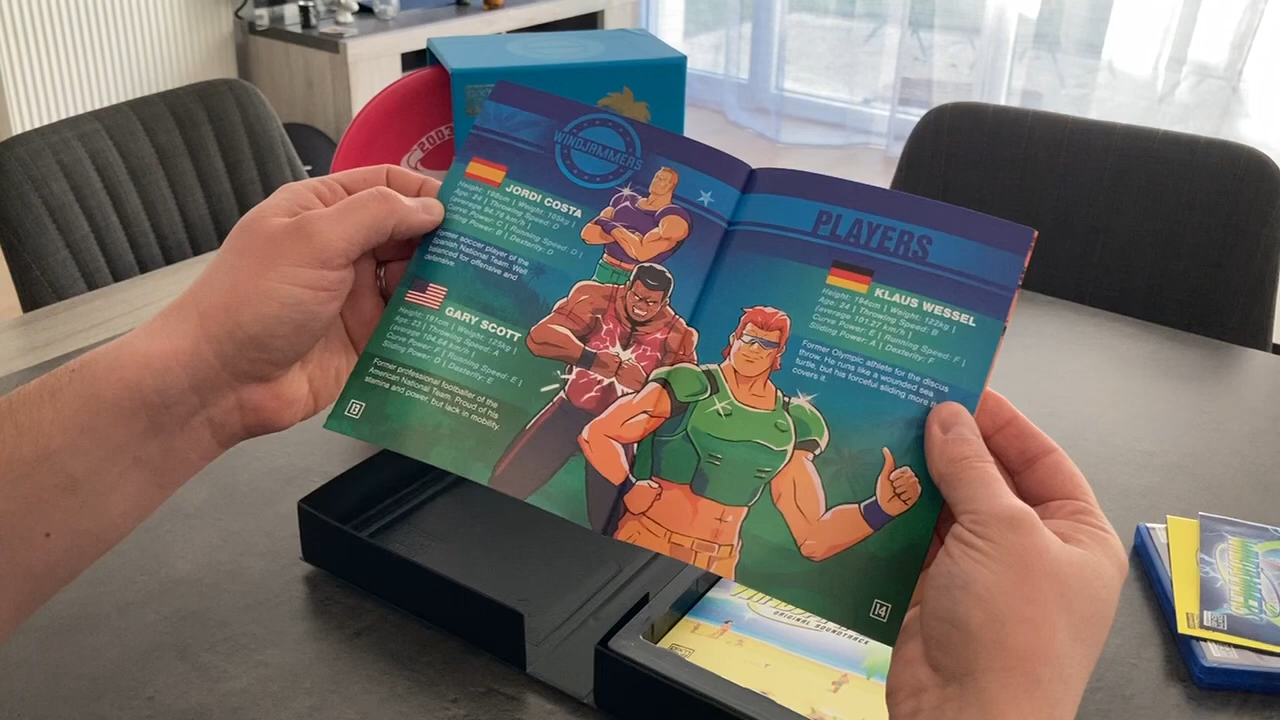 2003
WINDJAMMERS
JORDI COSTA
Height: 198cm | Weight: 105kg |
Age: 24 | Throwing Speed: D
(average 94.76 km/h) |
Curve Power: C | Running Speed: D |
Sliding Power: B | Dexterity: D
Former soccer player of the
Spanish National Team. Well
balanced for offensive and
defensive.
GARY SCOTT
Height: 191cm | Weight: 125kg |
Age: 23 | Throwing Speed: A
(average 104.64 km/h) |
Curve Power: | Running Speed: E |
Sliding Power: D | Dexterity: E
Former professional footballer of the
American National Team. Proud of his
stamina and power, but lack in mobility.
13
PLAYERS
KLAUS WESSEL
Height: 194cm | Weight: 122kg |
Age: 24 | Throwing Speed: B
(average 101.27 km/h) |
Curve Power: E | Running Speed: F |
Sliding Power: A | Dexterity: F
Former Olympic athlete for the discus
throw. He runs like a wounded sea
turtle, but his forceful sliding more
covers it.
14
ORIGINAL SOUNDTRACK